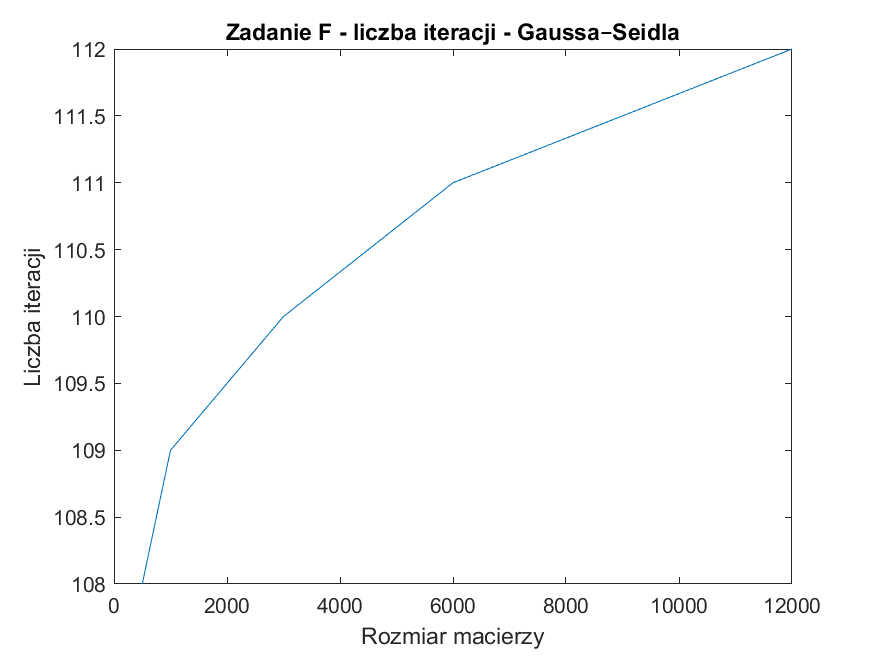 Zadanie F - liczba iteracji - Gaussa–Seidla
112
111.5
111
110.5
110
109.5
109
108.5
108
Liczba iteracji
0 2000 4000 6000 8000 10000 12000
Rozmiar macierzy